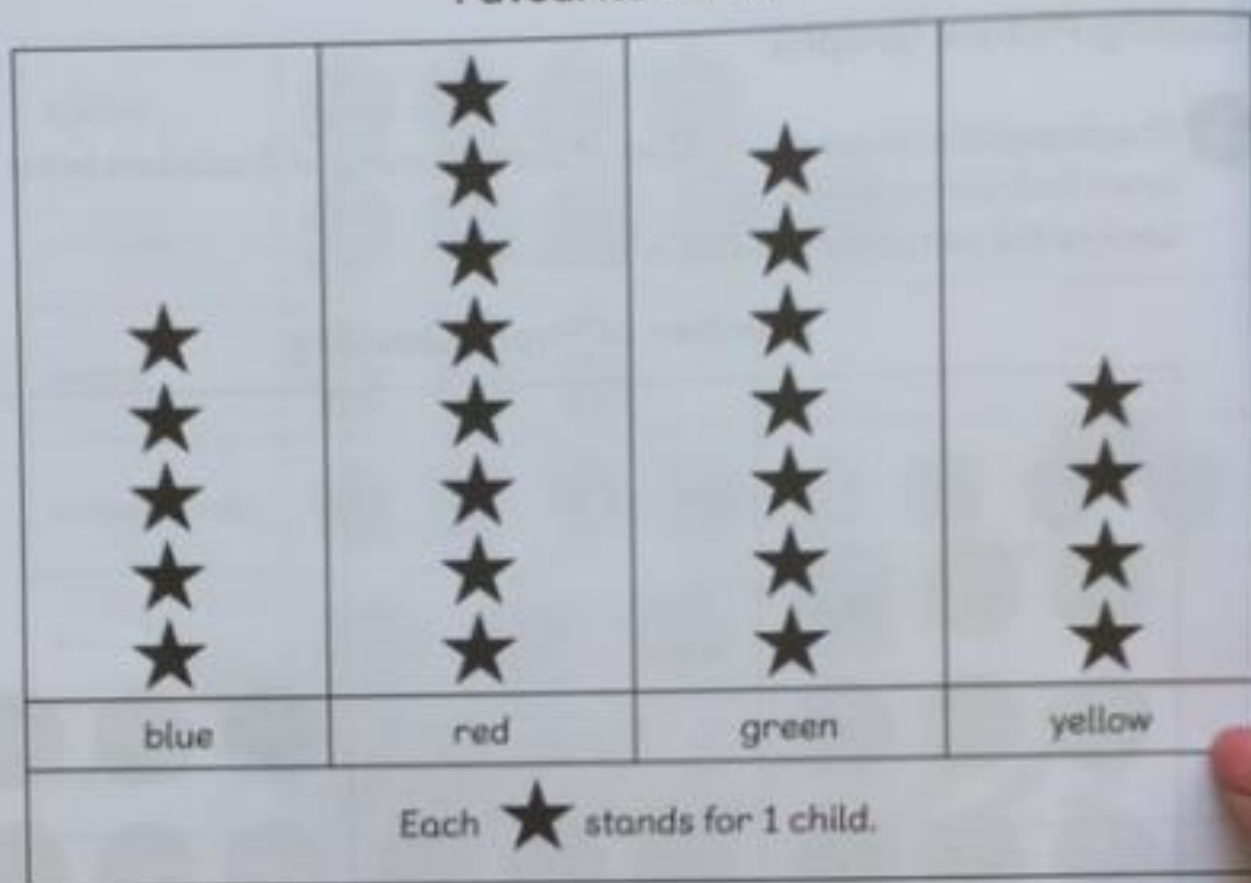 blue
red
green
yellow
Each ★ stands for 1 child.